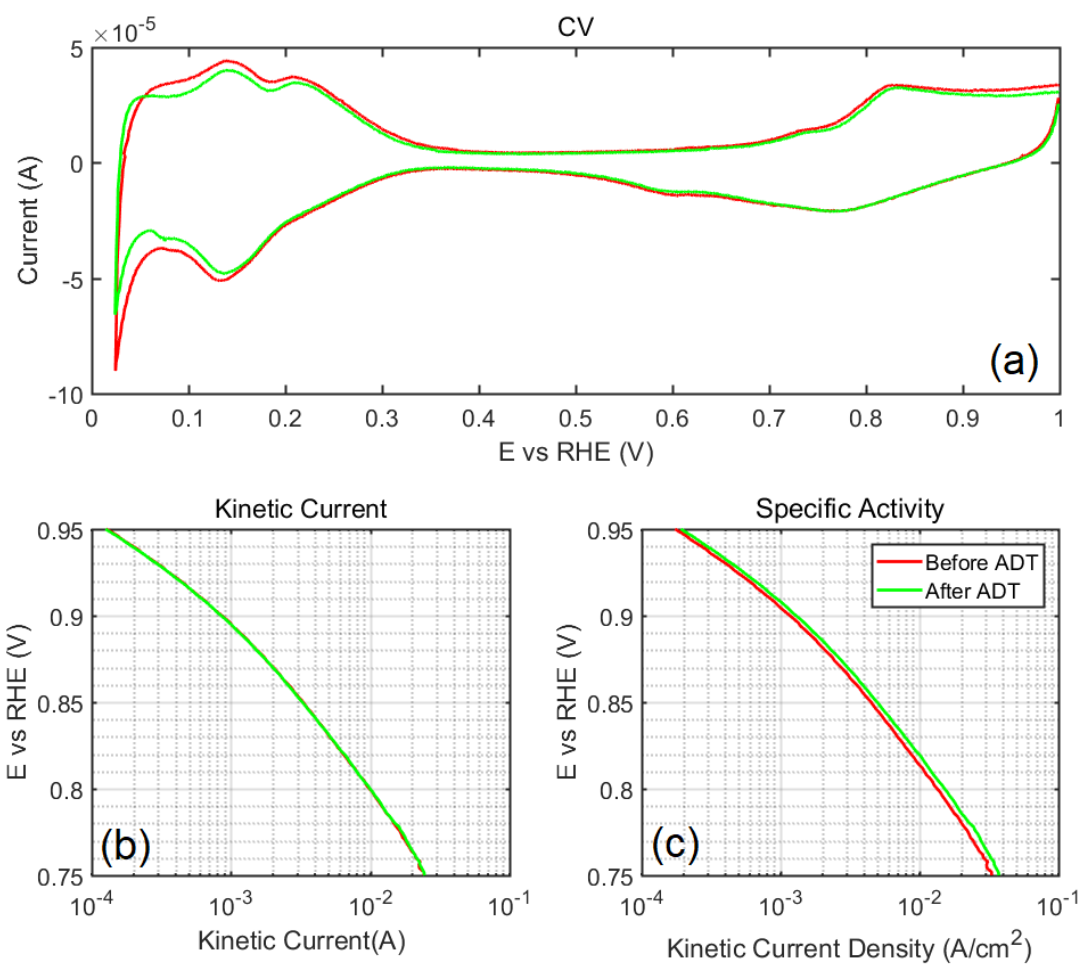 CV
×10-5
5
0
-5
-10
Current (A)
(a)
0 0.1 0.2 0.3 0.4 0.5 0.6 0.7 0.8 0.9 1
E vs RHE (V)
Kinetic Current
0.95
0.9
0.85
0.8
0.75
E vs RHE (V)
(b)
10-4 10-3 10-2 10-1
Kinetic Current(A)
Specific Activity
0.95
0.9
0.85
0.8
0.75
E vs RHE (V)
Before ADT
After ADT
(c)
10-4 10-3 10-2 10-1
Kinetic Current Density (A/cm2)